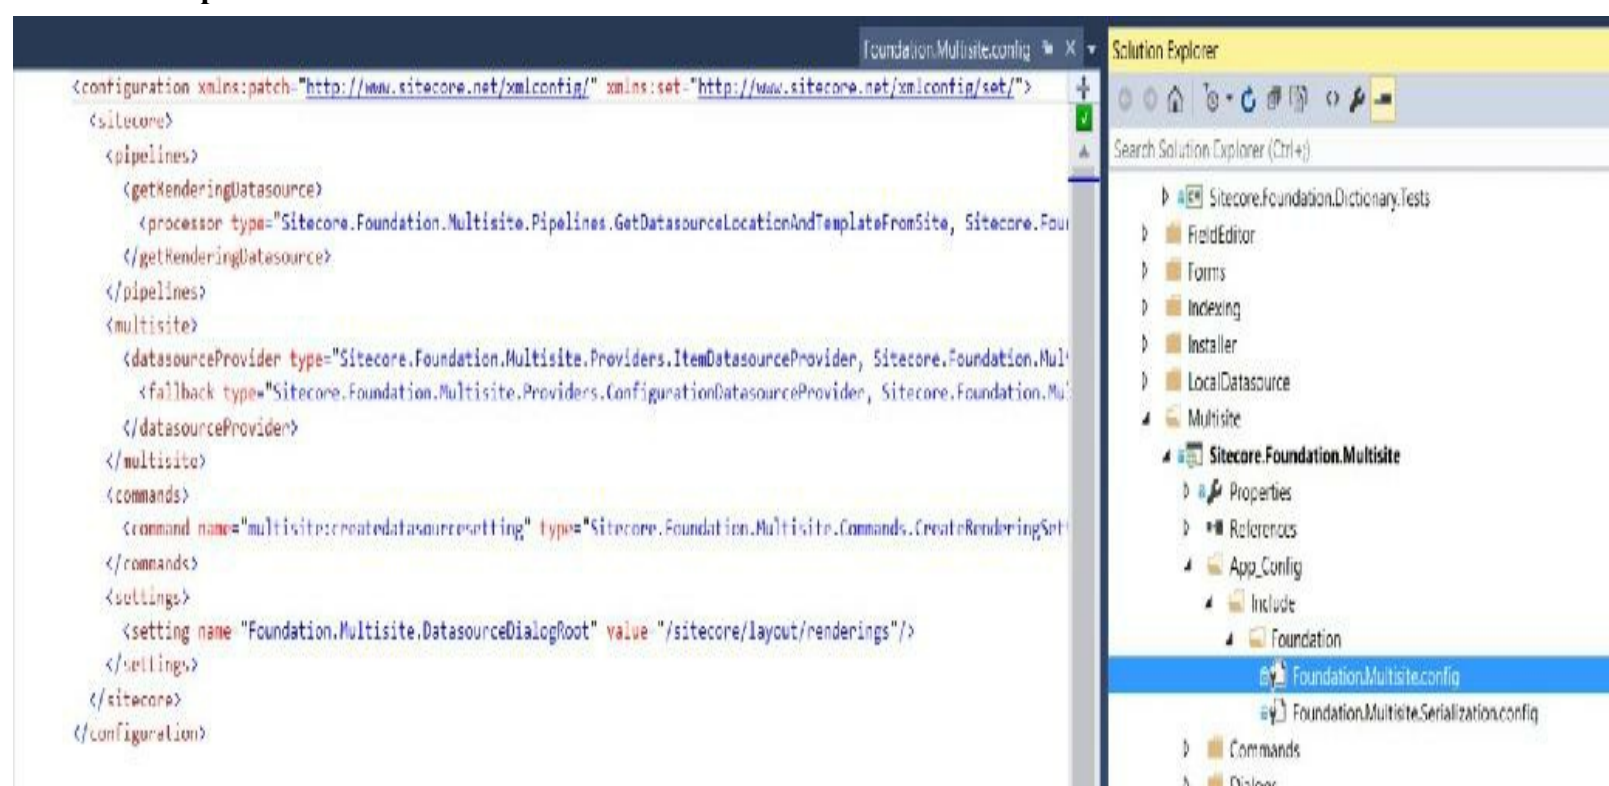 Foundation.Multisite.config
<configuration xmlns:patch="http://www.sitecore.net/xmlconfig/" xmlns:set="http://www.sitecore.net/xmlconfig/set/">
<sitecore>
<pipelines>
<getRenderingDatasource>
<processor type="Sitecore.Foundation.Multisite.Pipelines.GetDatasourceLocationAndTemplateFromSite, Sitecore.Fou
</getRenderingDatasource>
</pipelines>
<multisite>
<datasourceProvider type="Sitecore.Foundation.Multisite.Providers.ItemDatasourceProvider, Sitecore.Foundation.Mul
<fallback type="Sitecore.Foundation.Multisite.Providers.ConfigurationDatasourceProvider, Sitecore.Foundation.Mu
</datasourceProvider>
</multisite>
<commands>
<command name="multisite:createdatasourcesetting" type="Sitecore.Foundation.Multisite.Commands.CreateRenderingSet
</commands>
<settings>
<setting name="Foundation.Multisite.DatasourceDialogRoot" value="/sitecore/layout/renderings"/>
</settings>
</sitecore>
</configuration>
Solution Explorer
Search Solution Explorer (Ctrl+;)
Sitecore.Foundation.Dictionary.Tests
FieldEditor
Forms
Indexing
Installer
LocalDatasource
Multisite
Sitecore.Foundation.Multisite
Properties
References
App_Config
Include
Foundation
Foundation.Multisite.config
Foundation.Multisite.Serialization.config
Commands
Dialogs